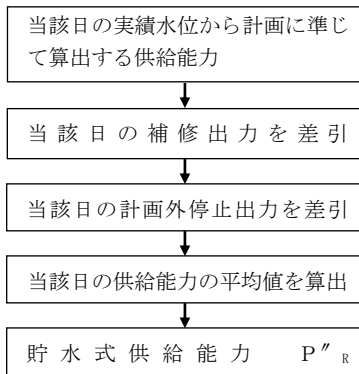 当該日の実績水位から計画に準じ
て算出する供給能力
当該日の補修出力を差引
当該日の計画外停止出力を差引
当該日の供給能力の平均値を算出
貯水式供給能力 P″R